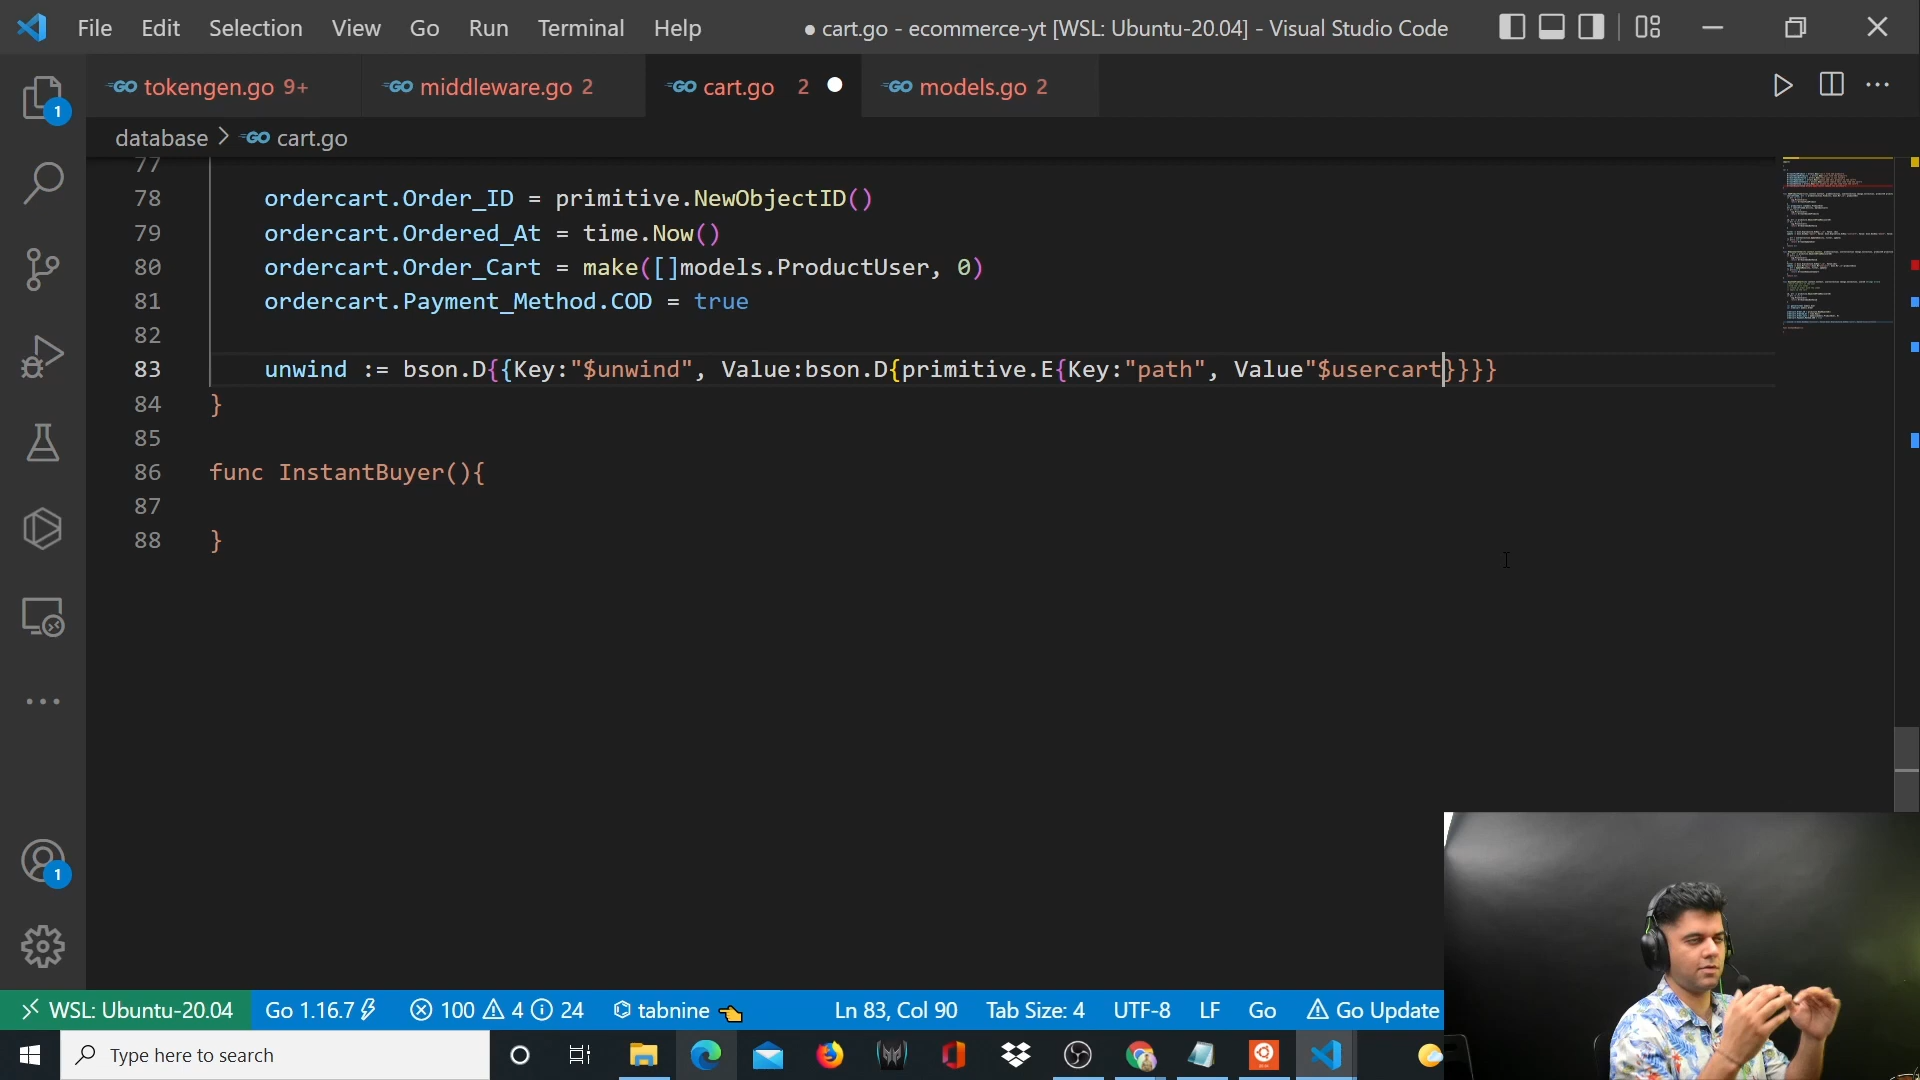 File Edit Selection View Go Run Terminal Help
● cart.go - ecommerce-yt [WSL: Ubuntu-20.04] - Visual Studio Code
tokengen.go 9+ middleware.go 2 cart.go 2 models.go 2
database > cart.go
77
78 ordercart.Order_ID = primitive.NewObjectID()
79 ordercart.Ordered_At = time.Now()
80 ordercart.Order_Cart = make([]models.ProductUser, 0)
81 ordercart.Payment_Method.COD = true
82
83 unwind := bson.D{{Key:"$unwind", Value:bson.D{primitive.E{Key:"path", Value"$usercart}}}}
84 }
85
86 func InstantBuyer(){
87
88 }
1
1
WSL: Ubuntu-20.04 Go 1.16.7 100 4 24 tabnine Ln 83, Col 90 Tab Size: 4 UTF-8 LF Go Go Update
Type here to search